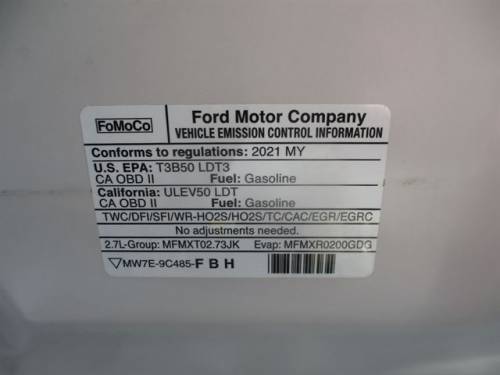 FoMoCo
Ford Motor Company
VEHICLE EMISSION CONTROL INFORMATION
Conforms to regulations: 2021 MY
U.S. EPA: T3B50 LDT3
CA OBD II Fuel: Gasoline
California: ULEV50 LDT
CA OBD II Fuel: Gasoline
TWC/DFI/SFI/WR-HO2S/HO2S/TC/CAC/EGR/EGRC
No adjustments needed.
2.7L-Group: MFMXT02.73JK Evap: MFMXR0200GDG
MW7E-9C485-F B H